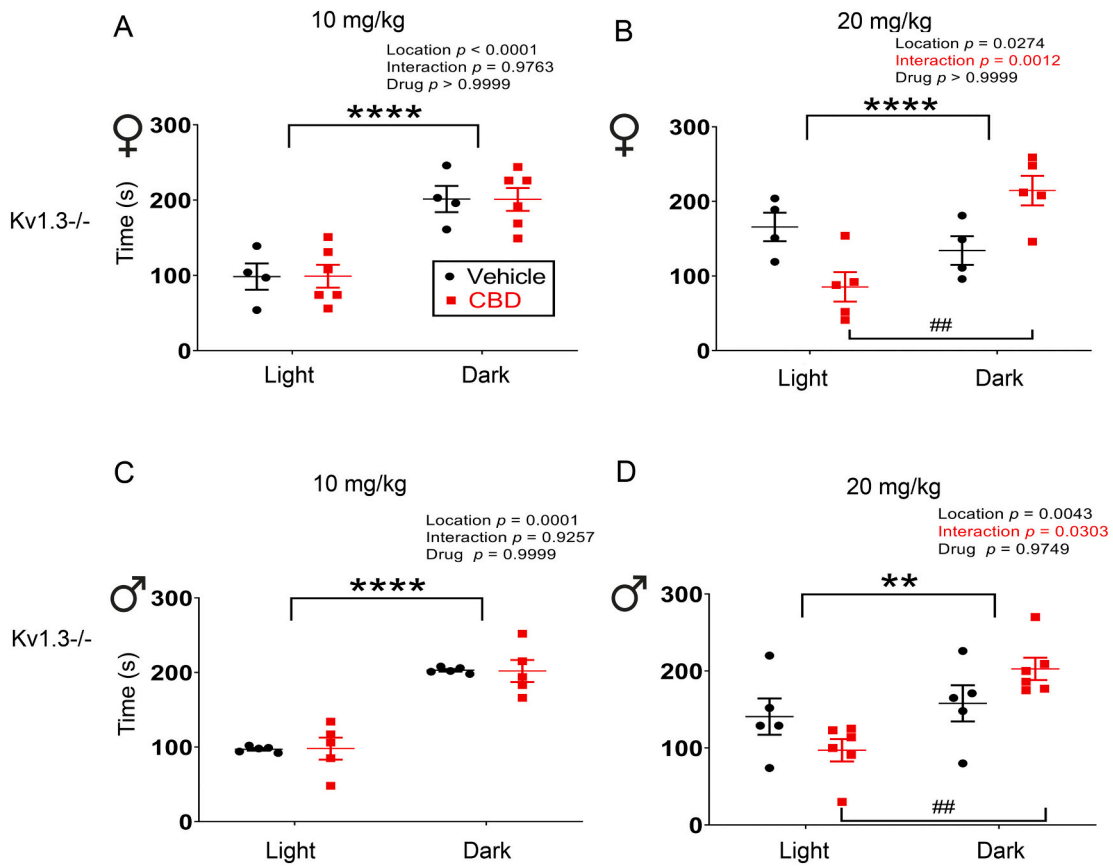 A
10 mg/kg
Location p < 0.0001
Interaction p = 0.9763
Drug p > 0.9999
****
♀
300
200
100
0
Time (s)
Kv1.3-/-
Vehicle
CBD
Light
Dark
B
20 mg/kg
Location p = 0.0274
Interaction p = 0.0012
Drug p > 0.9999
****
♀
300
200
100
0
##
Light
Dark
C
10 mg/kg
Location p = 0.0001
Interaction p = 0.9257
Drug p = 0.9999
****
♂
300
200
100
0
Time (s)
Kv1.3-/-
Light
Dark
D
20 mg/kg
Location p = 0.0043
Interaction p = 0.0303
Drug p = 0.9749
**
♂
300
200
100
0
##
Light
Dark